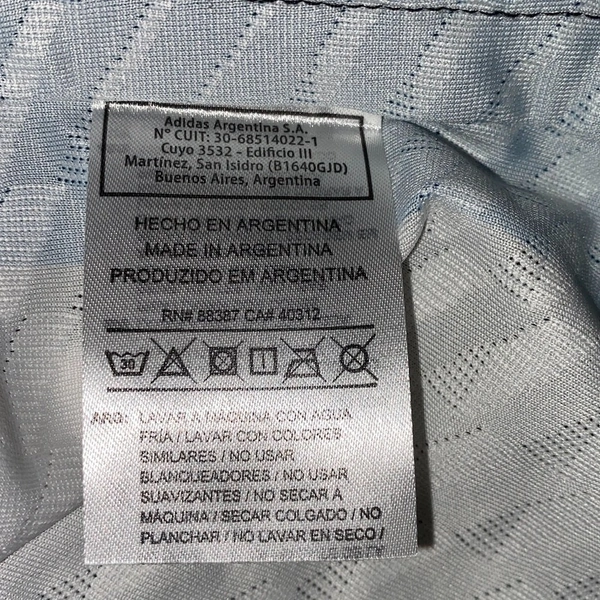 Adidas Argentina S.A.
N° CUIT: 30-68514022-1
Cuyo 3532 - Edificio III
Martínez, San Isidro (B1640GJD)
Buenos Aires, Argentina
HECHO EN ARGENTINA
MADE IN ARGENTINA
PRODUZIDO EM ARGENTINA
RN# 88387 CA# 40312
30
ARG: LAVAR A MÁQUINA CON AGUA
FRÍA / LAVAR CON COLORES
SIMILARES / NO USAR
BLANQUEADORES / NO USAR
SUAVIZANTES / NO SECAR A
MÁQUINA / SECAR COLGADO / NO
PLANCHAR / NO LAVAR EN SECO /